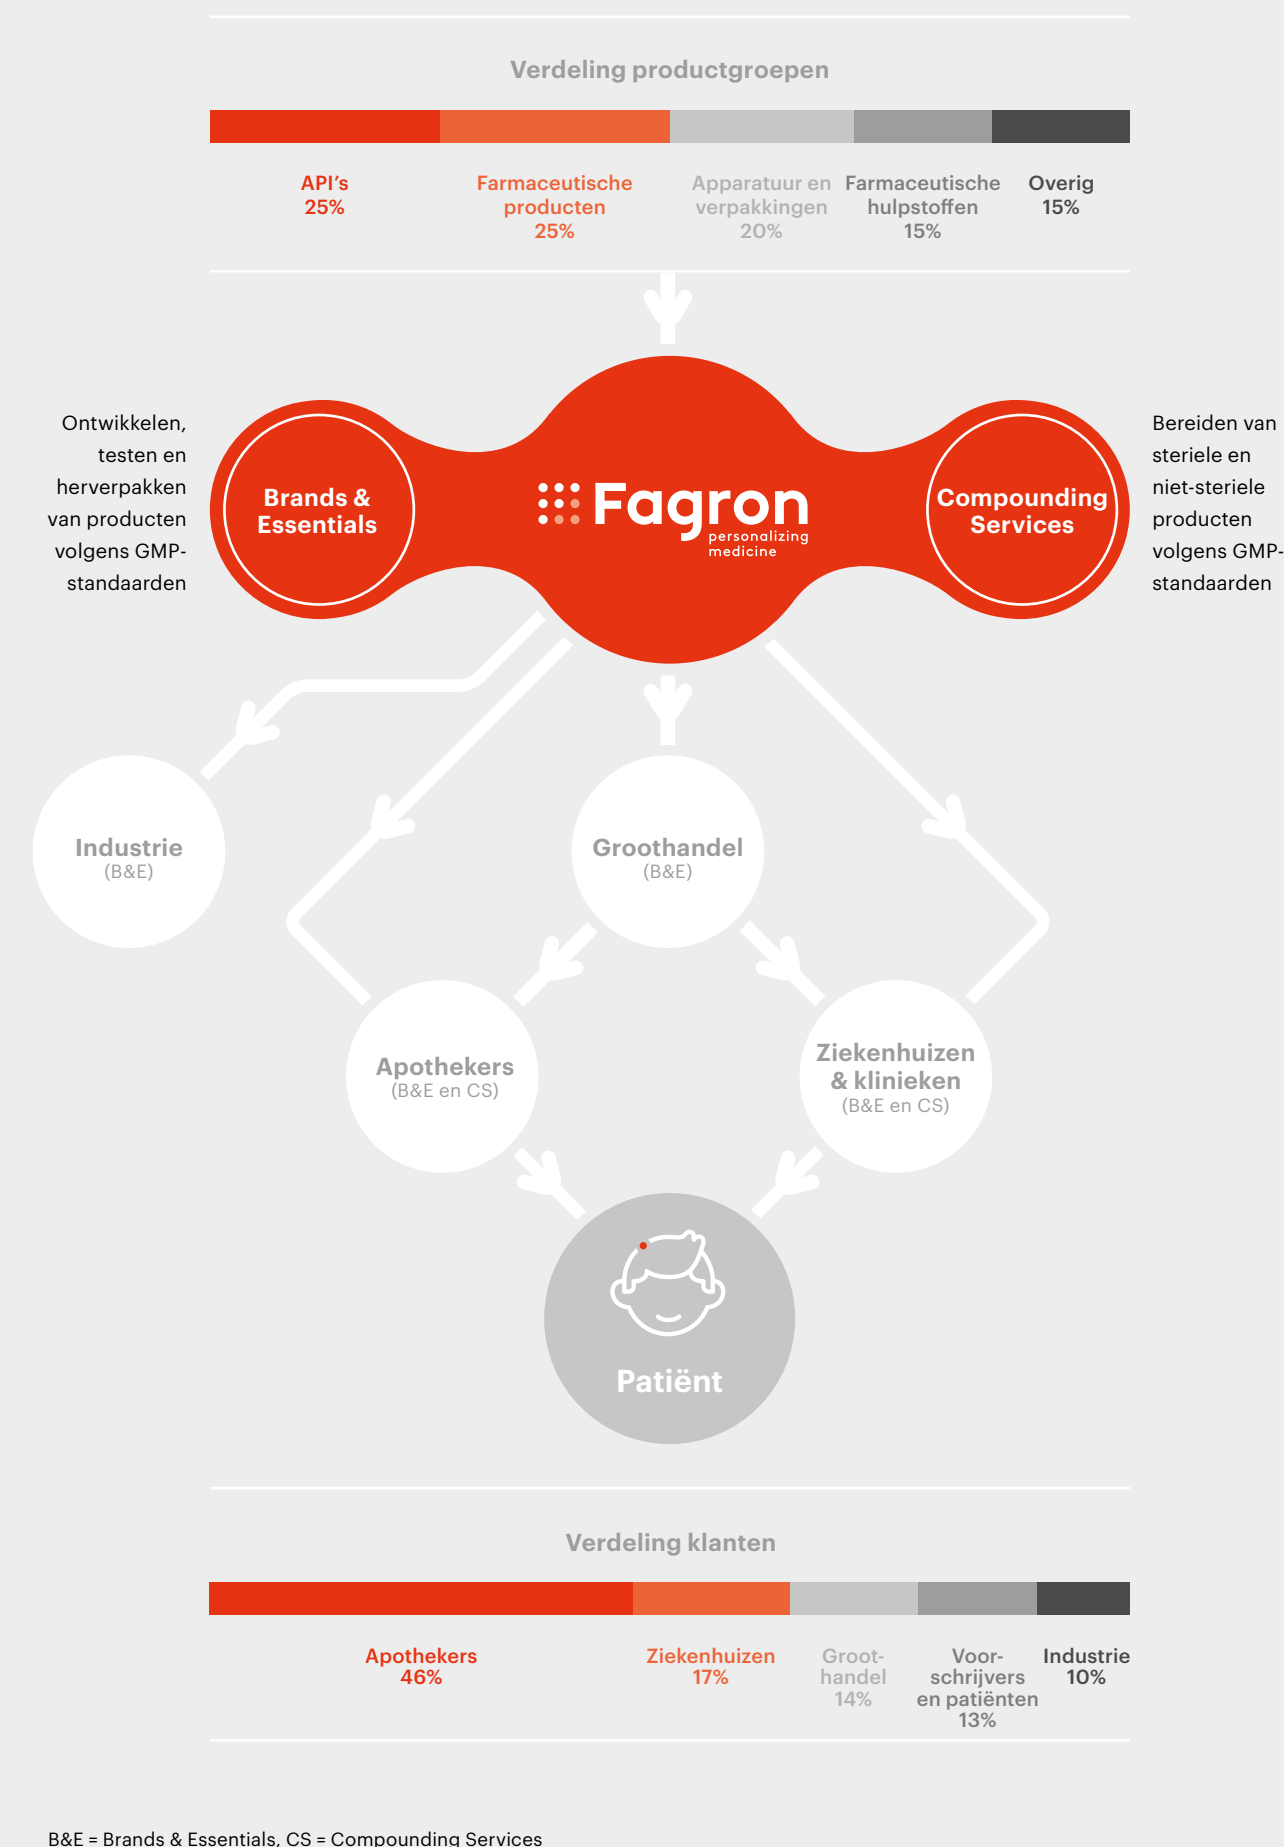 Verdeling productgroepen
API's
25%
Farmaceutische
producten
25%
Apparatuur en
verpakkingen
20%
Farmaceutische
hulpstoffen
15%
Overig
15%
Ontwikkelen,
testen en
herverpakken
van producten
volgens GMP-
standaarden
Brands &
Essentials
Fagron
personalizing
medicine
Compounding
Services
Bereiden van
steriele en
niet-steriele
producten
volgens GMP-
standaarden
Industrie
(B&E)
Groothandel
(B&E)
Apothekers
(B&E en CS)
Ziekenhuizen
& klinieken
(B&E en CS)
Patiënt
Verdeling klanten
Apothekers
46%
Ziekenhuizen
17%
Groot-
handel
14%
Voor-
schrijvers
en patiënten
13%
Industrie
10%
B&E = Brands & Essentials, CS = Compounding Services